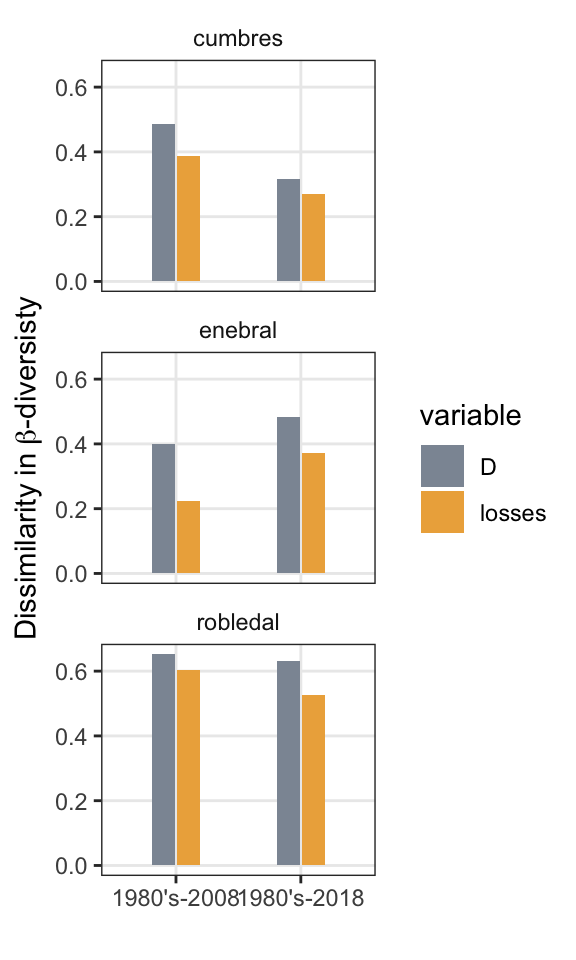 cumbres
0.6
0.4
0.2
0.0
enebral
0.6
0.4
0.2
0.0
robledal
0.6
0.4
0.2
0.0
1980's-2008
1980's-2018
Dissimilarity in β-diversisty
variable
D
losses